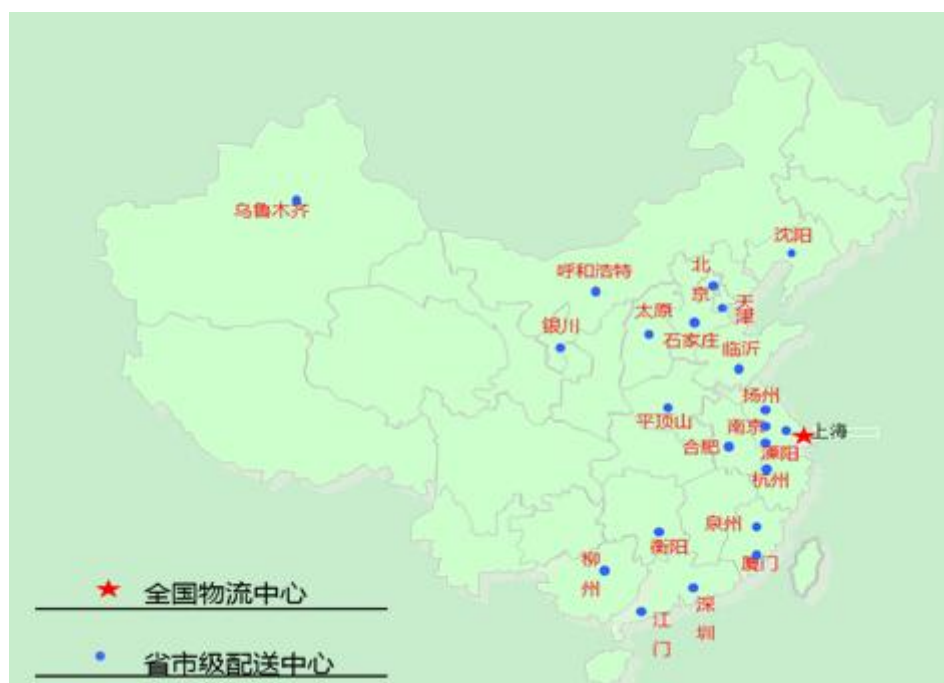 乌鲁木齐
沈阳
呼和浩特
北京
天津
太原
银川
石家庄
临沂
扬州
平顶山
南京
上海
合肥
溧阳
杭州
泉州
衡阳
厦门
柳州
深圳
江门
全国物流中心
省市级配送中心